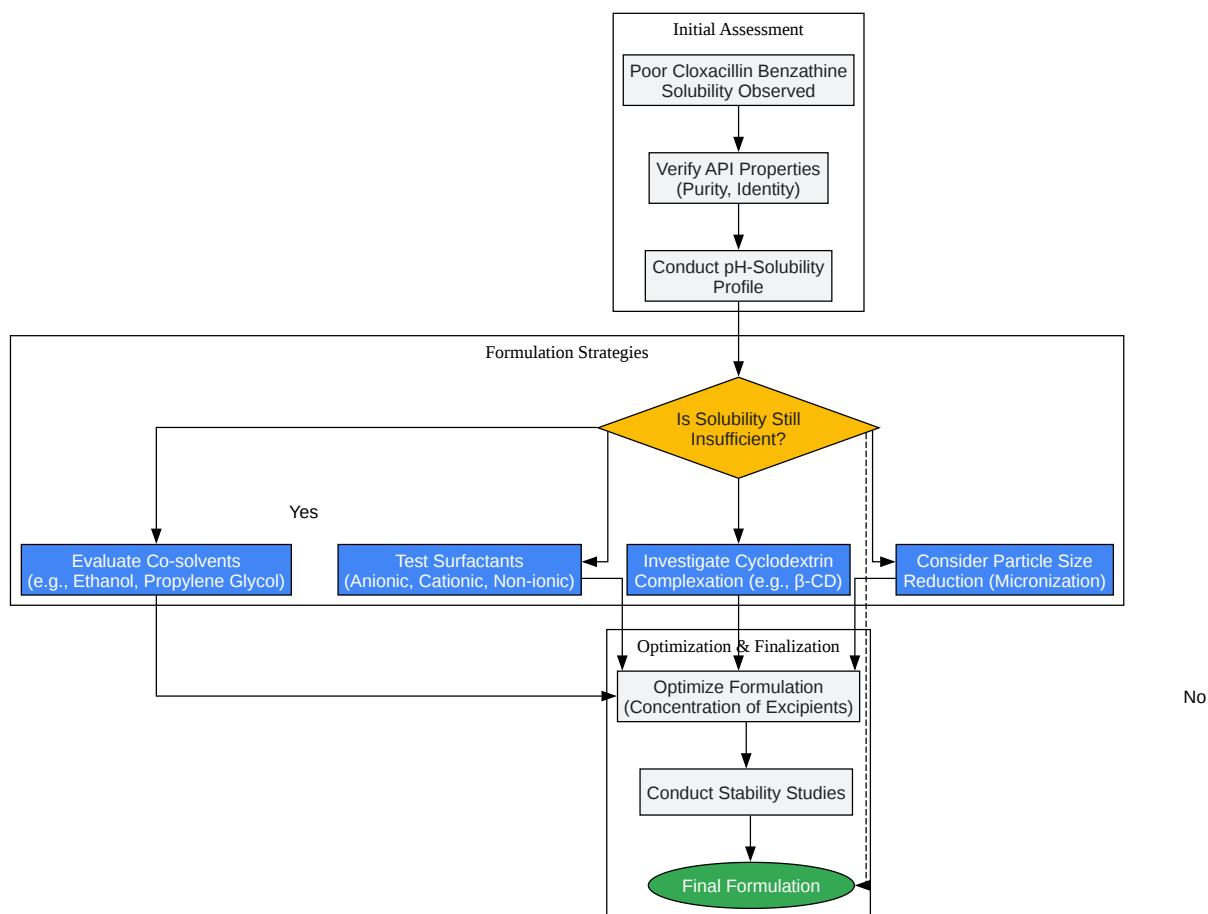 Initial Assessment
Poor Cloxacillin Benzathine
Solubility Observed
Verify API Properties
(Purity, Identity)
Conduct pH-Solubility
Profile
Formulation Strategies
Is Solubility Still
Insufficient?
Yes
Evaluate Co-solvents
(e.g., Ethanol, Propylene Glycol)
Test Surfactants
(Anionic, Cationic, Non-ionic)
Investigate Cyclodextrin
Complexation (e.g., β-CD)
Consider Particle Size
Reduction (Micronization)
Optimization & Finalization
Optimize Formulation
(Concentration of Excipients)
No
Conduct Stability Studies
Final Formulation